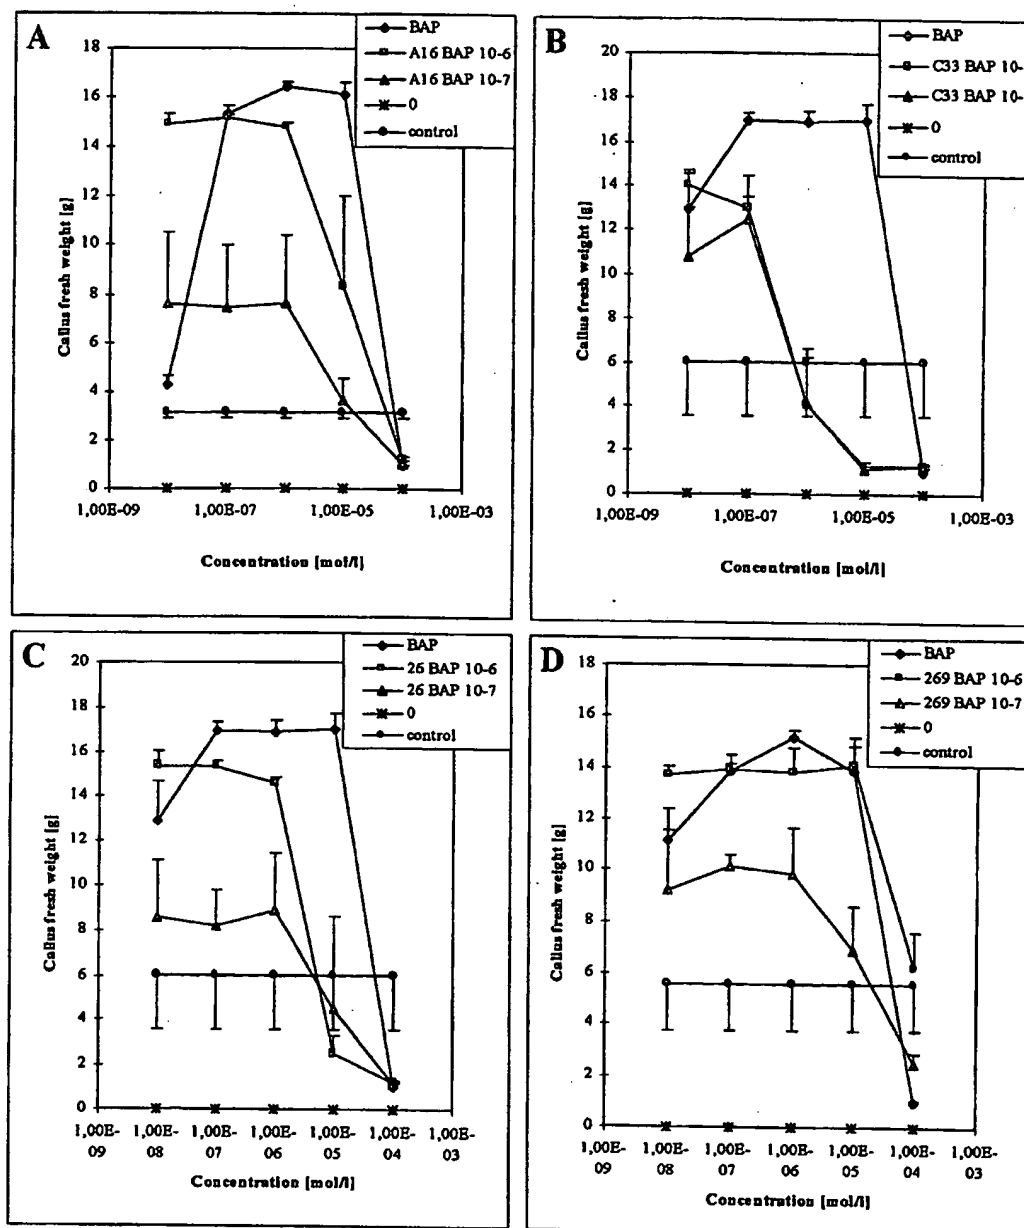 A
BAP
A16 BAP 10-6
A16 BAP 10-7
0
control
18
16
14
12
10
8
6
4
2
0
Callus fresh weight [g]
1,00E-09 1,00E-07 1,00E-05 1,00E-03
Concentration [mol/l]
B
BAP
C33 BAP 10-
C33 BAP 10-
0
control
20
18
16
14
12
10
8
6
4
2
0
Callus fresh weight [g]
1,00E-09 1,00E-07 1,00E-05 1,00E-03
Concentration [mol/l]
C
BAP
26 BAP 10-6
26 BAP 10-7
0
control
20
18
16
14
12
10
8
6
4
2
0
Callus fresh weight [g]
1,00E- 1,00E- 1,00E- 1,00E- 1,00E- 1,00E- 1,00E-
09 08 07 06 05 04 03
Concentration [mol/l]
D
BAP
269 BAP 10-6
269 BAP 10-7
0
control
18
16
14
12
10
8
6
4
2
0
Callus fresh weight [g]
1,00E- 1,00E- 1,00E- 1,00E- 1,00E- 1,00E- 1,00E-
09 08 07 06 05 04 03
Concentration [mol/l]